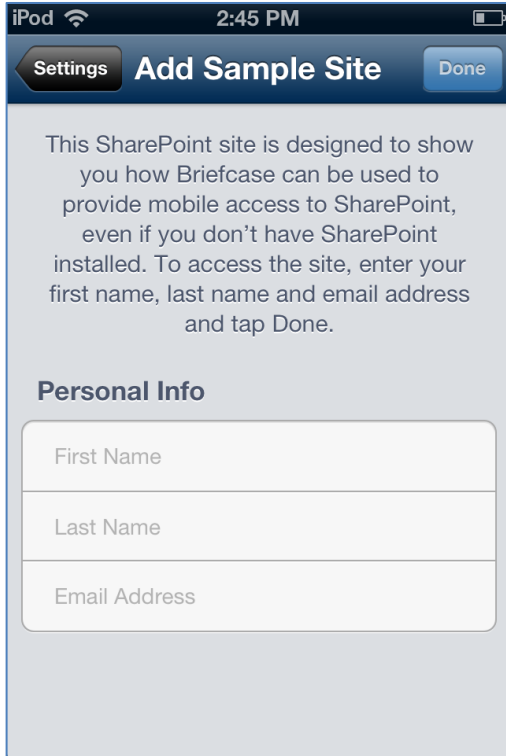 iPod 2:45 PM
Settings Add Sample Site Done
This SharePoint site is designed to show
you how Briefcase can be used to
provide mobile access to SharePoint,
even if you don’t have SharePoint
installed. To access the site, enter your
first name, last name and email address
and tap Done.
Personal Info
First Name
Last Name
Email Address